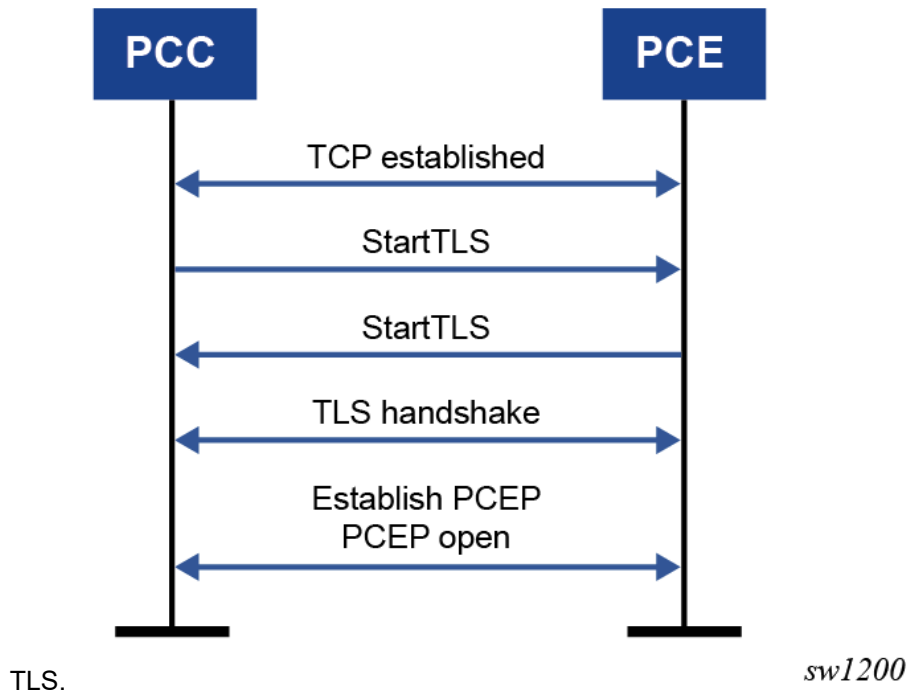 PCC
PCE
TCP established
StartTLS
StartTLS
TLS handshake
Establish PCEP
PCEP open
TLS.
sw1200